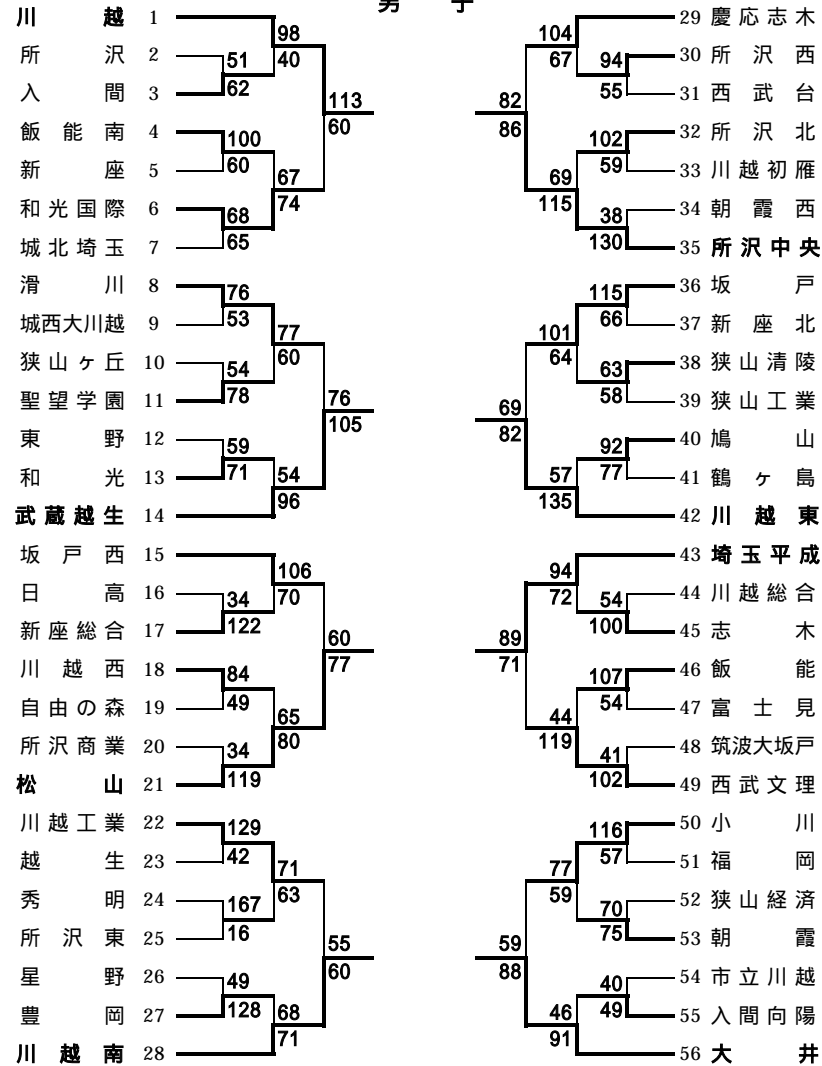 男 子
川越 1
所沢 2
入間 3
飯能南 4
新座 5
和光国際 6
城北埼玉 7
滑川 8
城西大川越 9
狭山ヶ丘 10
聖望学園 11
東野 12
和光 13
武蔵越生 14
坂戸西 15
日高 16
新座総合 17
川越西 18
自由の森 19
所沢商業 20
松山 21
川越工業 22
越生 23
秀明 24
所沢東 25
星野 26
豊岡 27
川越南 28
51
62
100
60
68
65
76
53
54
78
59
71
34
122
84
49
34
119
129
42
167
16
49
128
98
40
67
74
77
60
54
96
106
70
65
80
71
63
68
71
113
60
76
105
60
77
55
60
82
86
69
82
89
71
59
88
104
67
69
115
101
64
57
135
94
72
44
119
77
59
46
91
94
55
102
59
38
130
115
66
63
58
92
77
54
100
107
54
41
102
116
57
70
75
40
49
29 慶応志木
30 所沢西
31 西武台
32 所沢北
33 川越初雁
34 朝霞西
35 所沢中央
36 坂戸
37 新座北
38 狭山清陵
39 狭山工業
40 鳩山
41 鶴ヶ島
42 川越東
43 埼玉平成
44 川越総合
45 志木
46 飯能
47 富士見
48 筑波大坂戸
49 西武文理
50 小川
51 福岡
52 狭山経済
53 朝霞
54 市立川越
55 入間向陽
56 大井